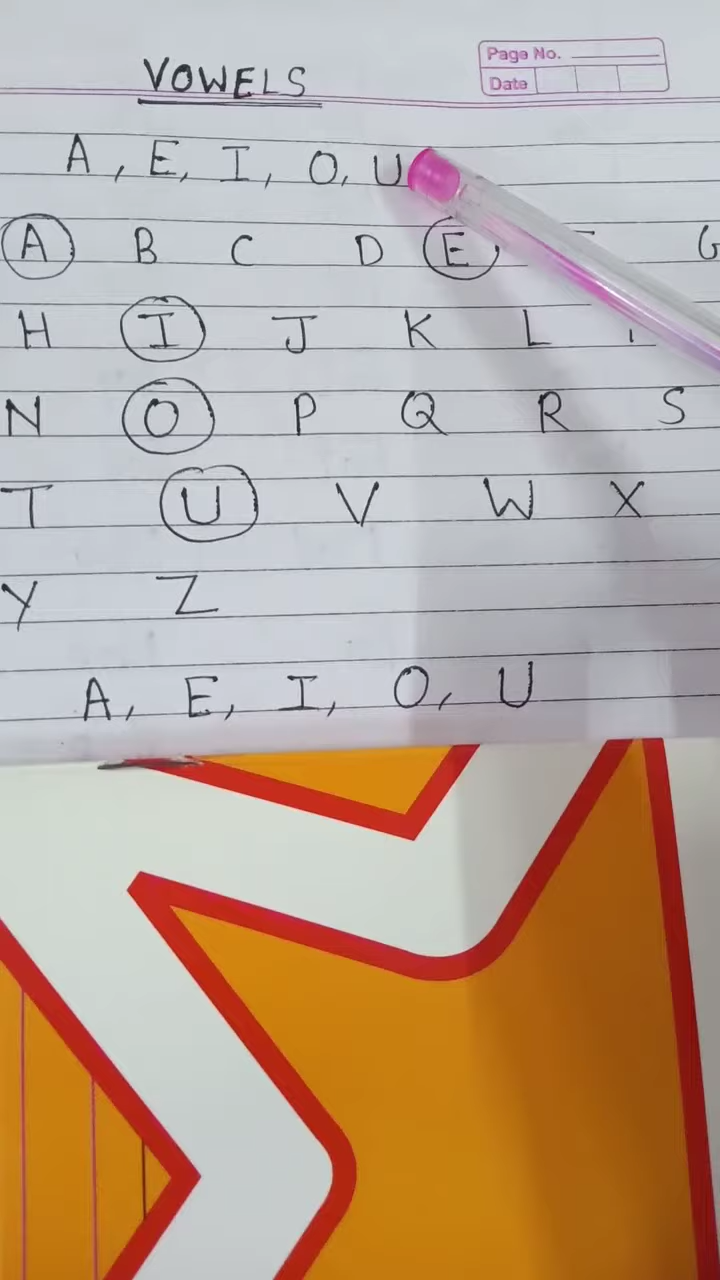 VOWELS
Page No.
Date
A, E, I, O, U
A B C D E G
H I J K L
N O P Q R S
T U V W X
Y Z
A, E, I, O, U